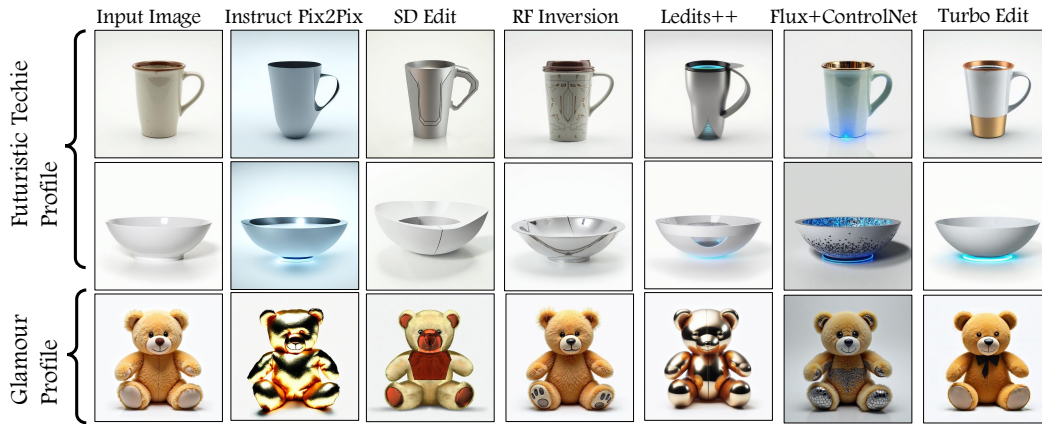 Input Image Instruct Pix2Pix SD Edit RF Inversion Ledits++ Flux+ControlNet Turbo Edit
Futuristic Techie
Profile
Glamour
Profile